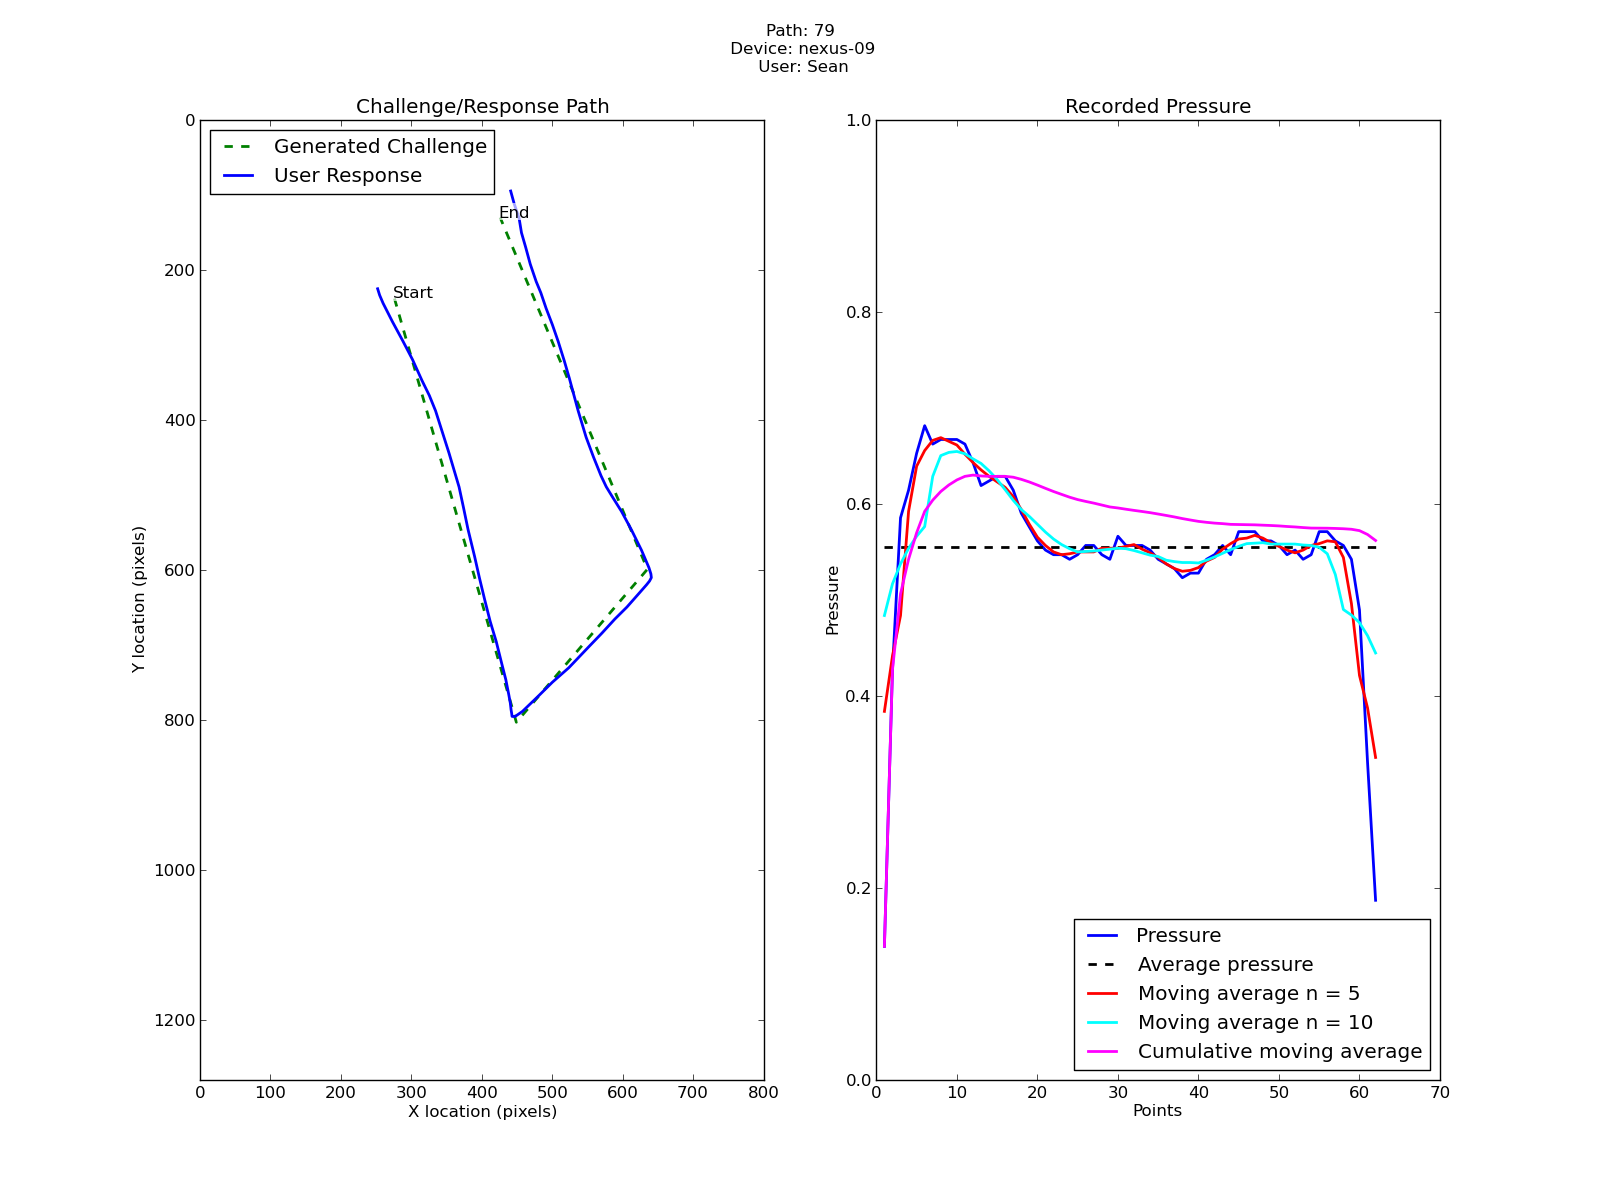 Path: 79
Device: nexus-09
User: Sean
Challenge/Response Path
Generated Challenge
User Response
End
Start
0
200
400
600
800
1000
1200
Y location (pixels)
0 100 200 300 400 500 600 700 800
X location (pixels)
Recorded Pressure
1.0
0.8
0.6
0.4
0.2
0.0
Pressure
Pressure
Average pressure
Moving average n = 5
Moving average n = 10
Cumulative moving average
0 10 20 30 40 50 60 70
Points